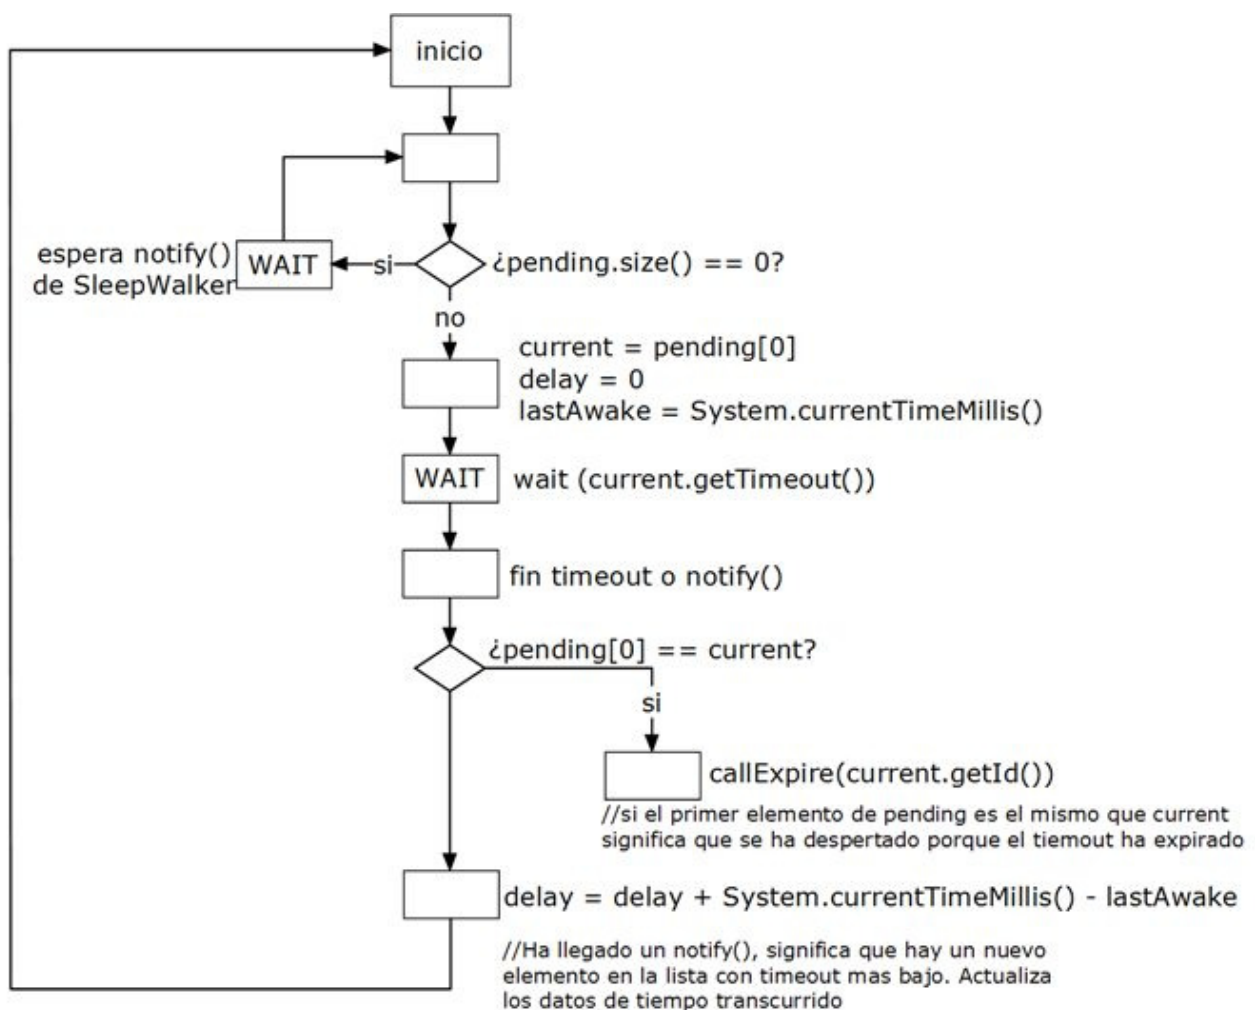 inicio
espera notify()
de SleepWalker
WAIT
si
¿pending.size() == 0?
no
current = pending[0]
delay = 0
lastAwake = System.currentTimeMillis()
WAIT
wait (current.getTimeout())
fin timeout o notify()
¿pending[0] == current?
si
callExpire(current.getId())
//si el primer elemento de pending es el mismo que current
significa que se ha despertado porque el tiemout ha expirado
delay = delay + System.currentTimeMillis() - lastAwake
//Ha llegado un notify(), significa que hay un nuevo
elemento en la lista con timeout mas bajo. Actualiza
los datos de tiempo transcurrido